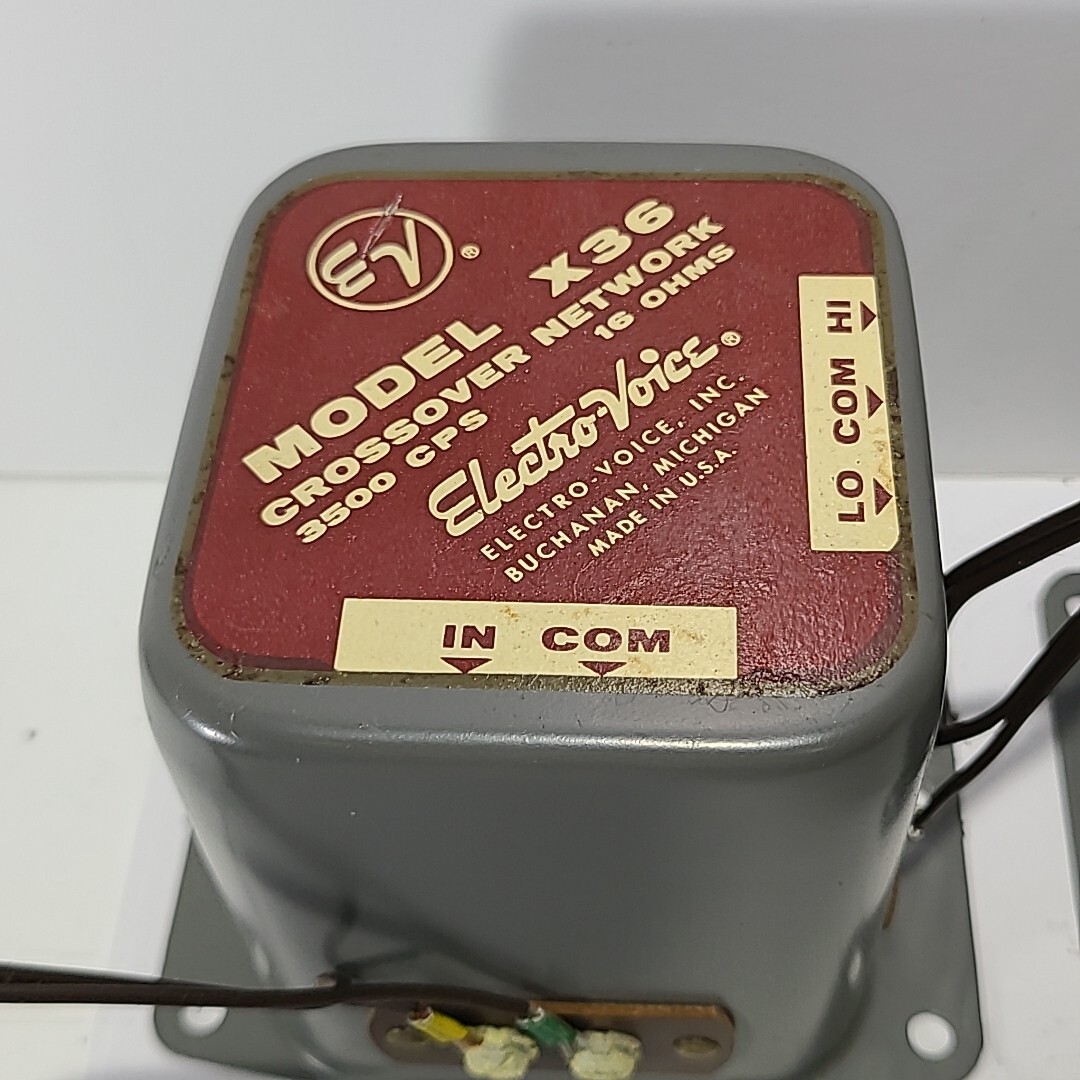 EV ®
MODEL X36
CROSSOVER NETWORK
3500 CPS 16 OHMS
Electro-Voice®
ELECTRO-VOICE, INC.
BUCHANAN, MICHIGAN
MADE IN U.S.A.
LO COM HI
IN COM